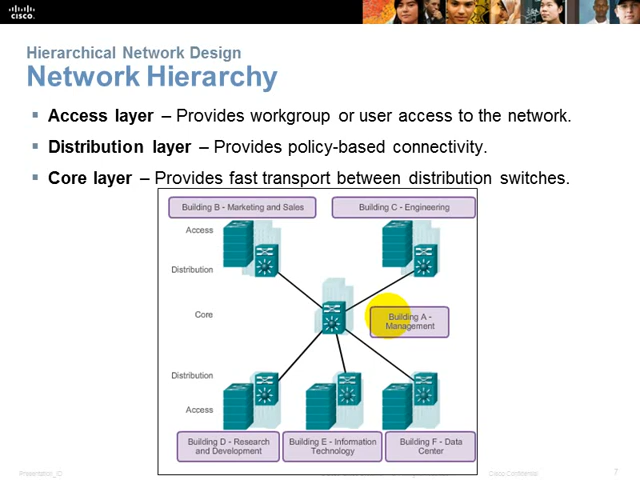 CISCO.
Hierarchical Network Design
Network Hierarchy
Access layer – Provides workgroup or user access to the network.
Distribution layer – Provides policy-based connectivity.
Core layer – Provides fast transport between distribution switches.
Building B - Marketing and Sales
Building C - Engineering
Access
Distribution
Core
Building A -
Management
Distribution
Access
Building D - Research
and Development
Building E - Information
Technology
Building F - Data
Center
Presentation_ID
Cisco Confidential
7